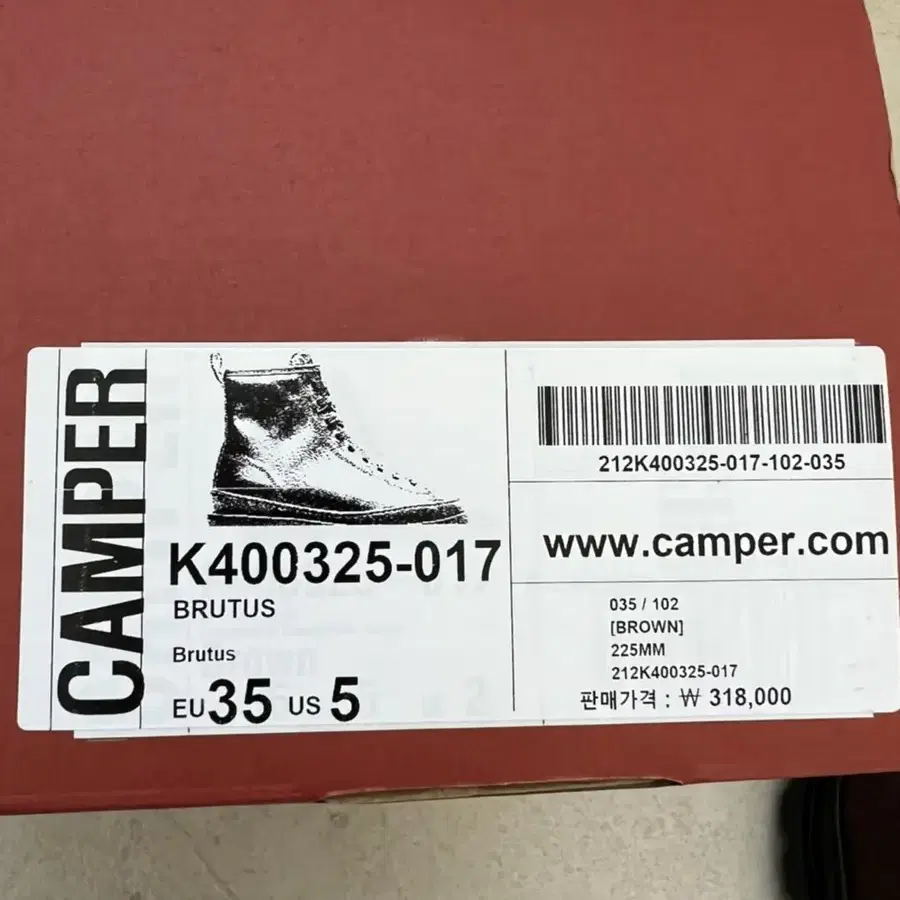 CAMPER
K400325-017
BRUTUS
Brutus
EU 35 US 5
212K400325-017-102-035
www.camper.com
035 / 102
[BROWN]
225MM
212K400325-017
판매가격 : ₩ 318,000